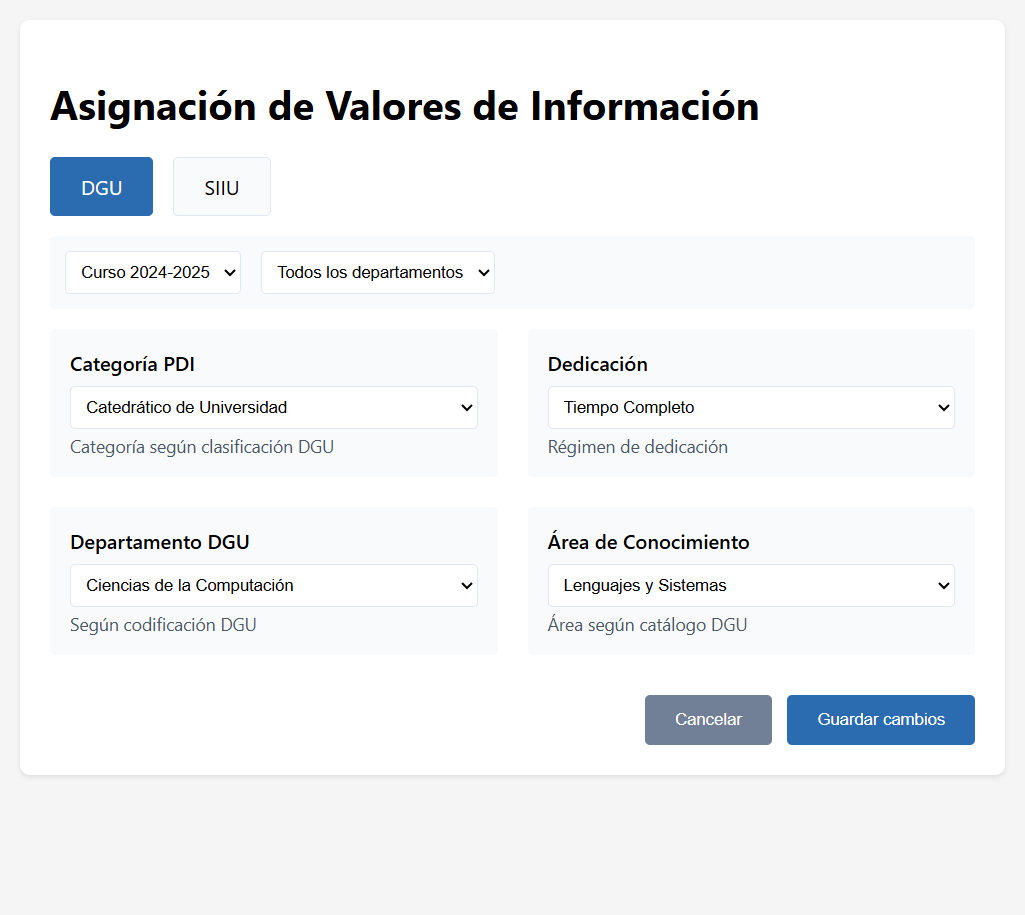 Asignación de Valores de Información
DGU
SIIU
Curso 2024-2025
Todos los departamentos
Categoría PDI
Catedrático de Universidad
Categoría según clasificación DGU
Dedicación
Tiempo Completo
Régimen de dedicación
Departamento DGU
Ciencias de la Computación
Según codificación DGU
Área de Conocimiento
Lenguajes y Sistemas
Área según catálogo DGU
Cancelar
Guardar cambios